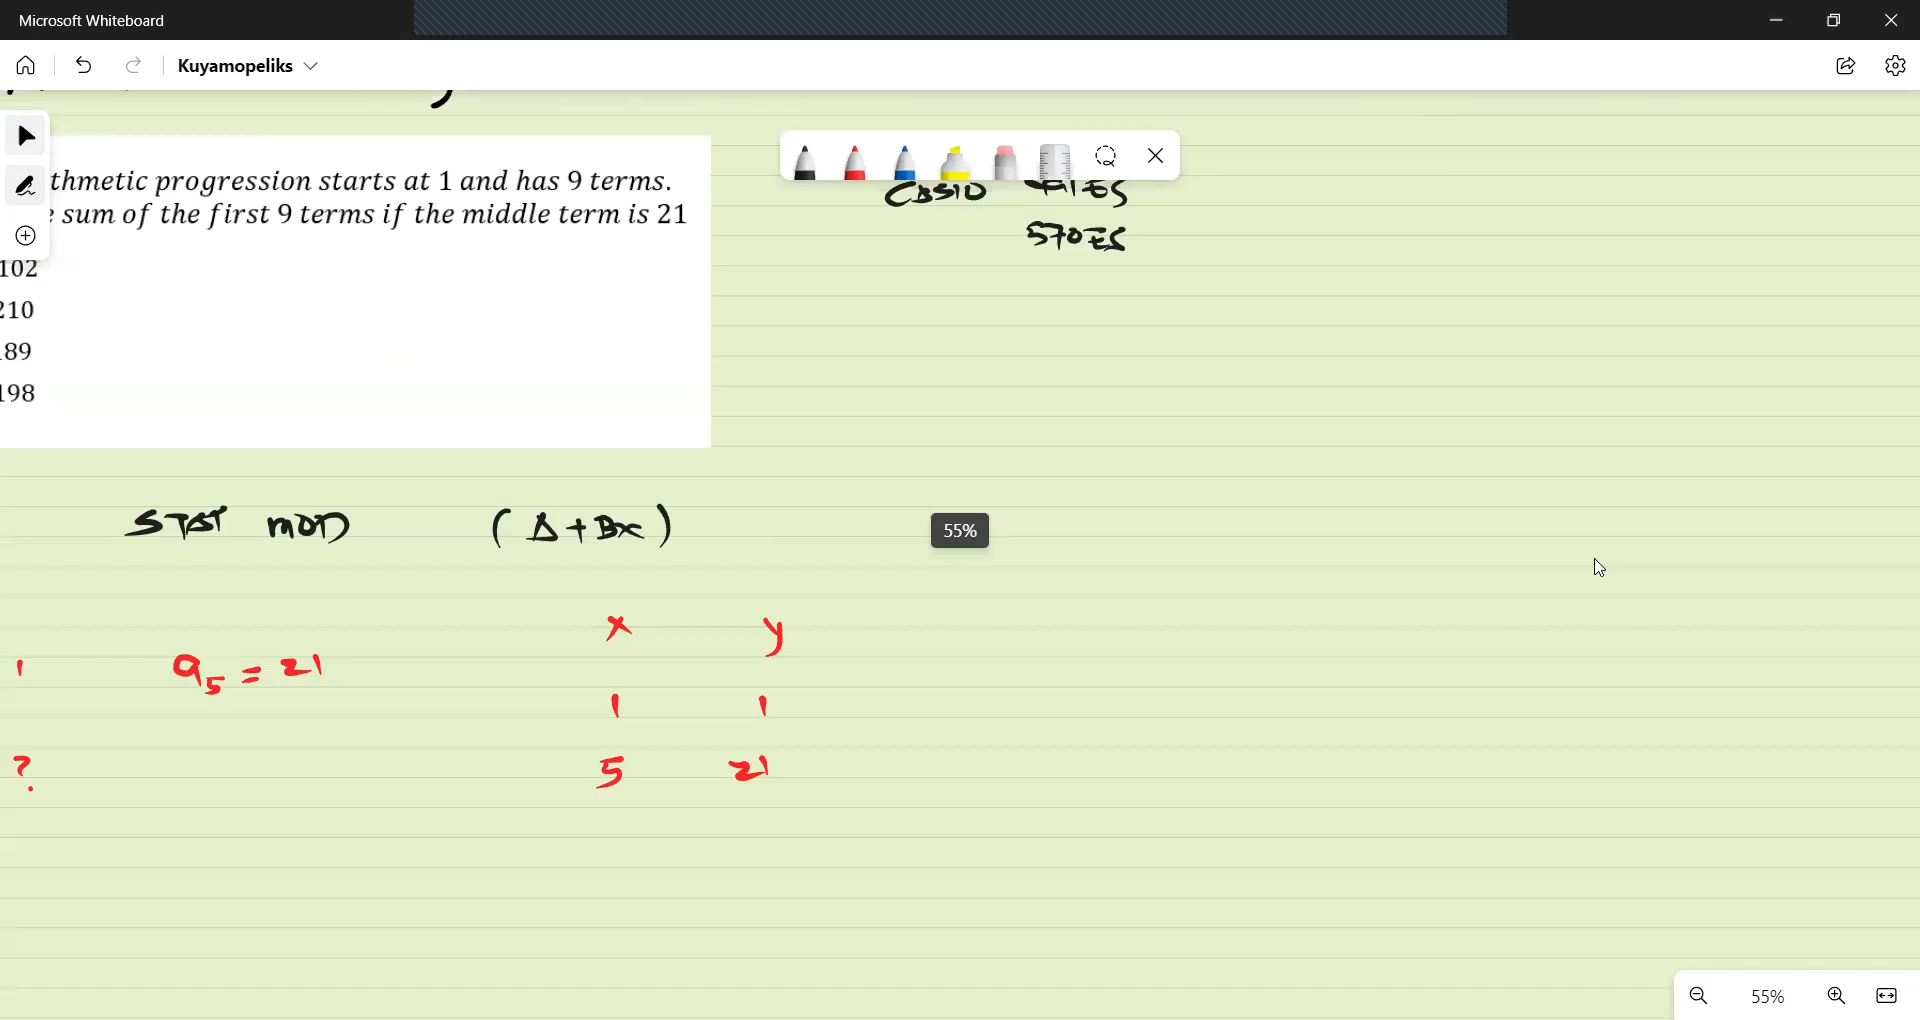 Microsoft Whiteboard
Kuyamopeliks
thmetic progression starts at 1 and has 9 terms.
sum of the first 9 terms if the middle term is 21
102
210
89
198
CASIO
570ES
STAT MOD (A+Bx)
x y
1 a5 = 21
1 1
? 5 21
55%
55%